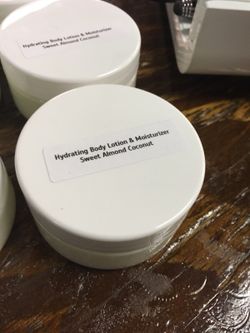 Hydrating Body Lotion & Moisturizer
Sweet Almond Coconut
Hydrating Body Lotion & Moisturizer
Sweet Almond Coconut